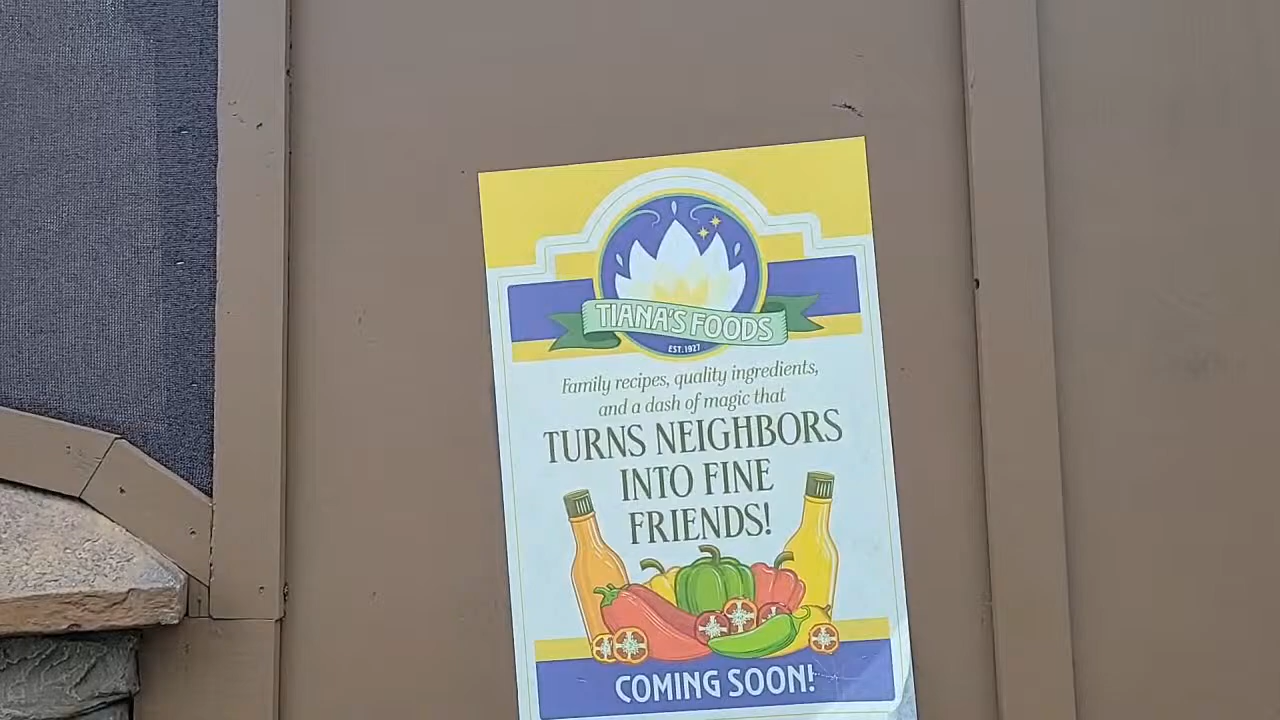 TIANA'S FOODS
EST. 1927
Family recipes, quality ingredients,
and a dash of magic that
TURNS NEIGHBORS
INTO FINE
FRIENDS!
COMING SOON!